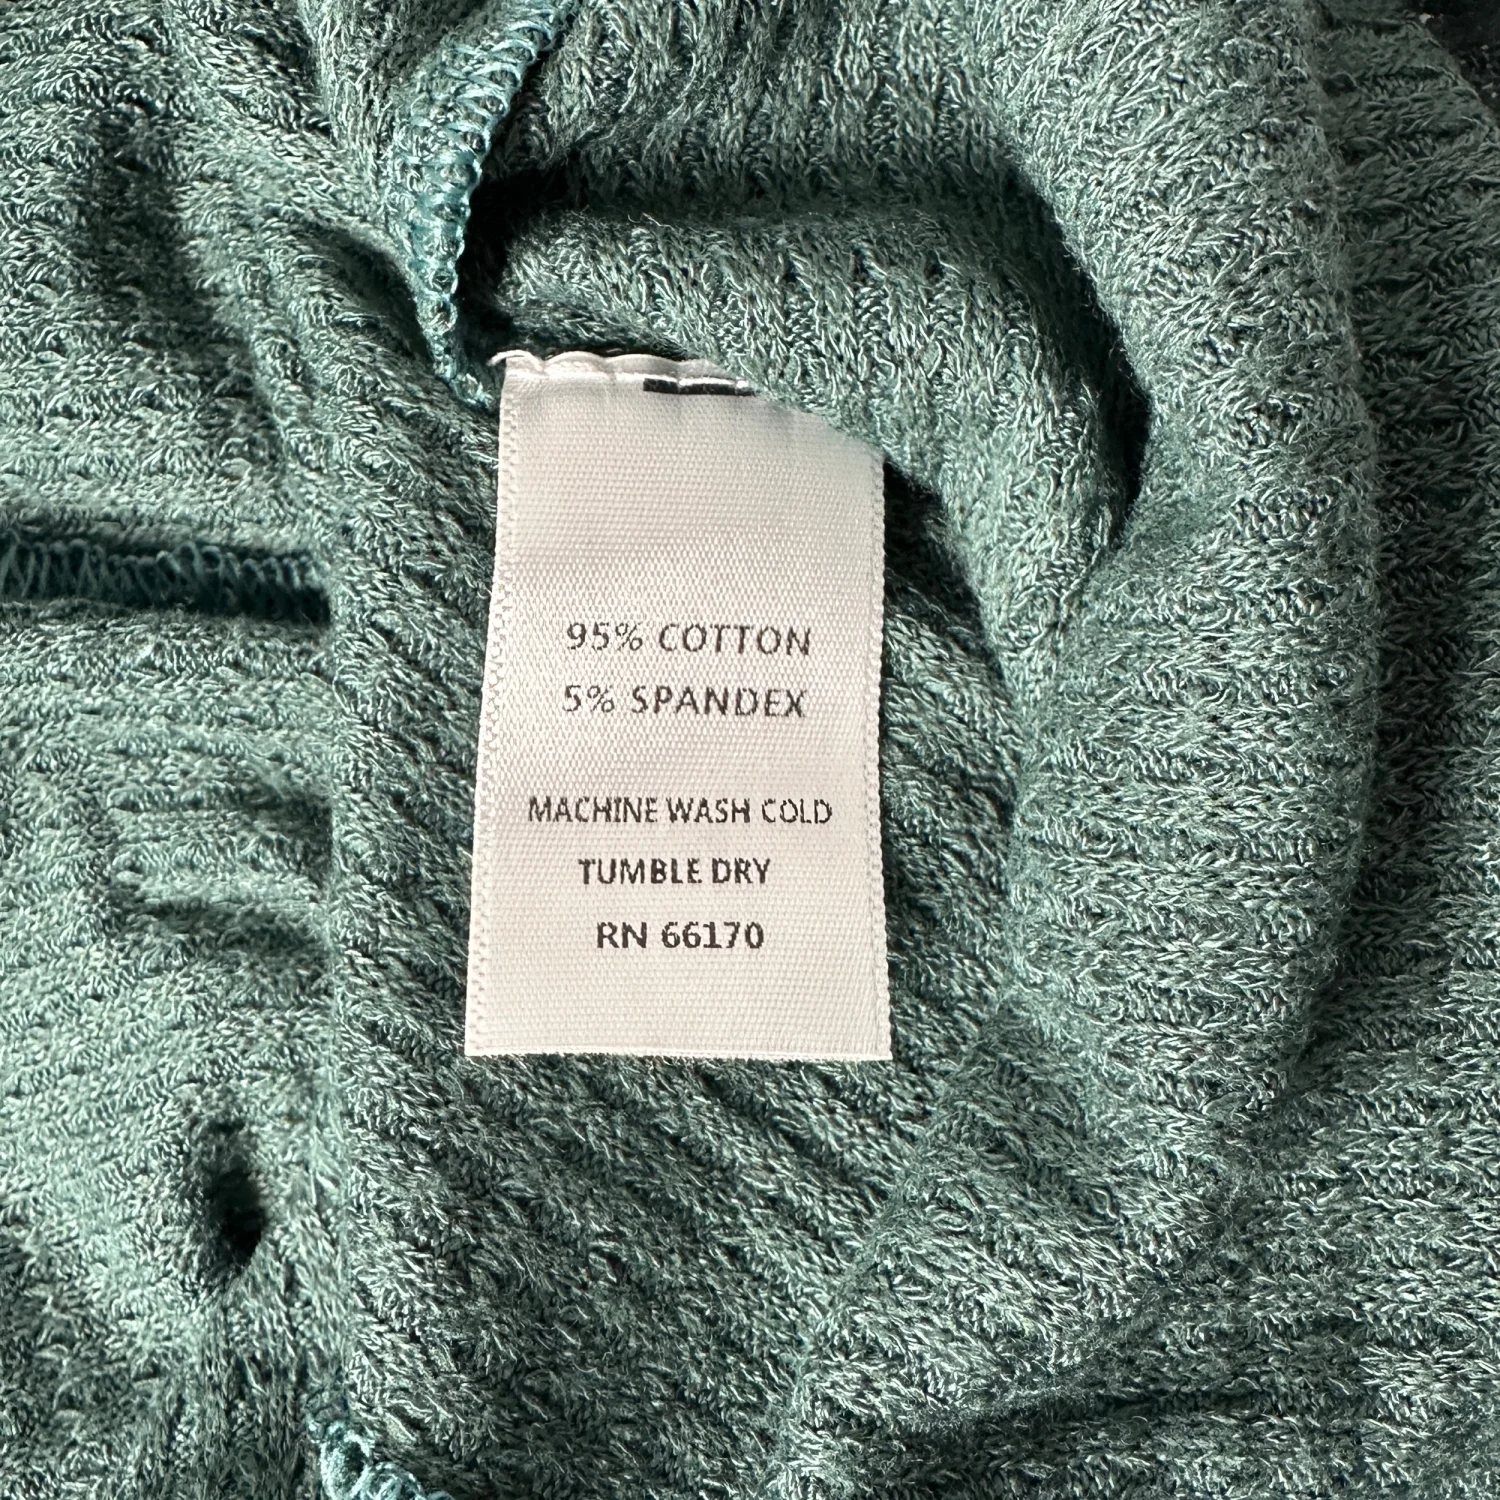 95% COTTON
5% SPANDEX
MACHINE WASH COLD
TUMBLE DRY
RN 66170